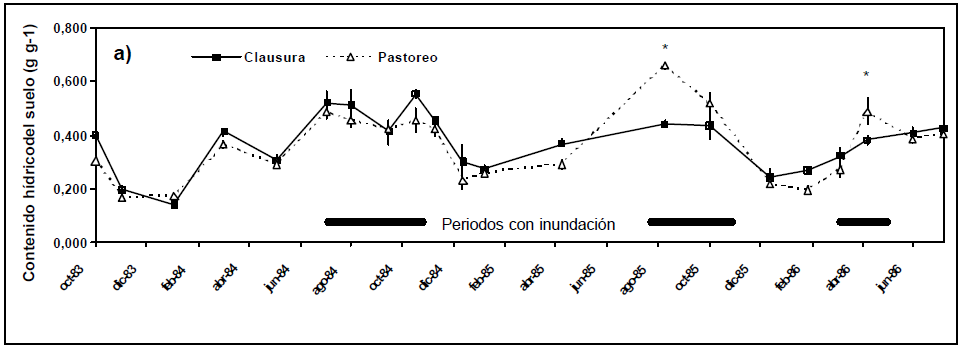 Contenido hídricodel suelo (g g-1)
0,800
0,600
0,400
0,200
0,000
a)
Clausura
Pastoreo
*
*
Periodos con inundación
oct-83
dic-83
feb-84
abr-84
jun-84
ago-84
oct-84
dic-84
feb-85
abr-85
jun-85
ago-85
oct-85
dic-85
feb-86
abr-86
jun-86